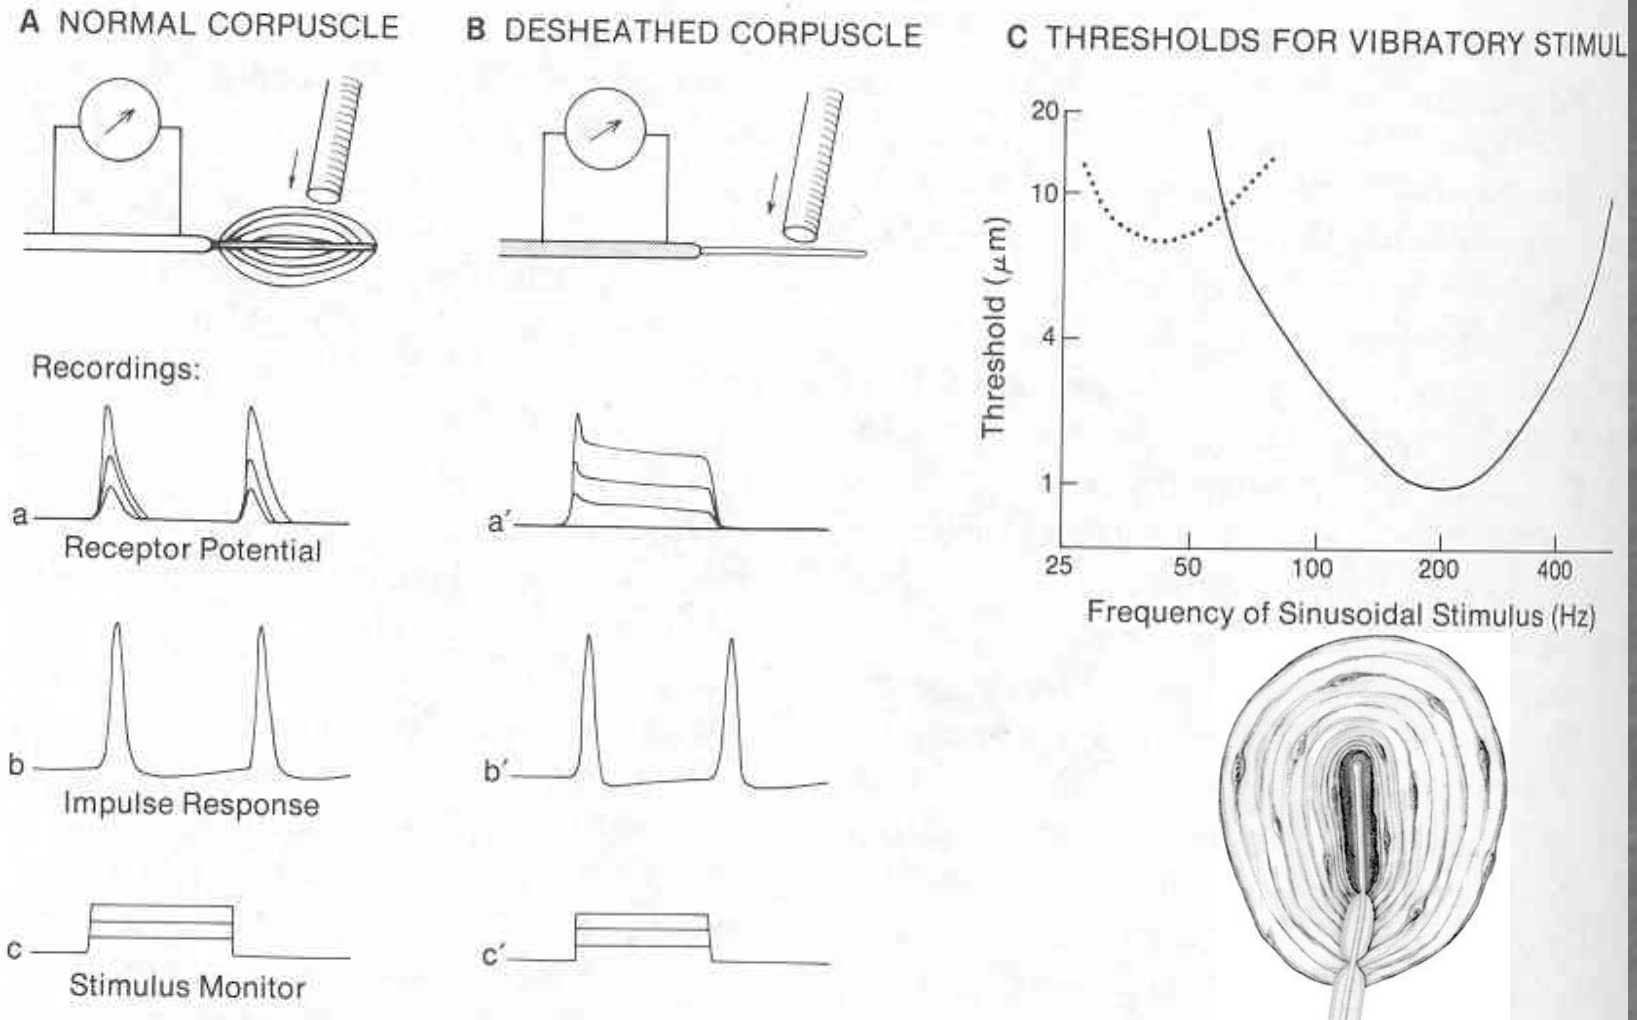 A NORMAL CORPUSCLE
B DESHEATHED CORPUSCLE
C THRESHOLDS FOR VIBRATORY STIMUL
Recordings:
a
Receptor Potential
b
Impulse Response
c
Stimulus Monitor
a′
b′
c′
Threshold (μm)
20
10
4
1
25 50 100 200 400
Frequency of Sinusoidal Stimulus (Hz)